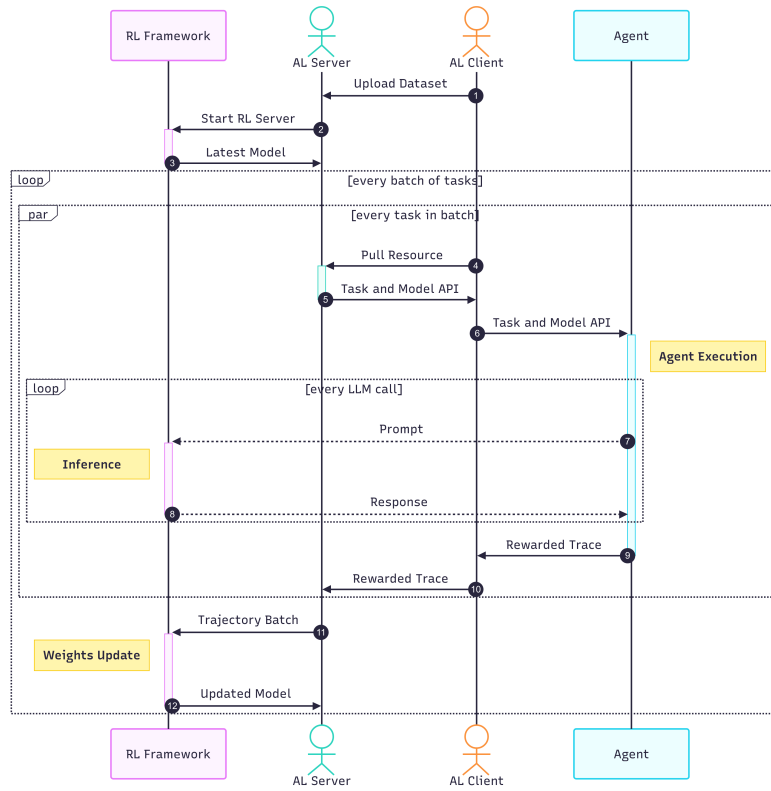 RL Framework
AL Server
AL Client
Agent
Upload Dataset
1
Start RL Server
2
Latest Model
3
loop
[every batch of tasks]
par
[every task in batch]
Pull Resource
4
Task and Model API
5
Task and Model API
6
Agent Execution
loop
[every LLM call]
Prompt
7
Inference
Response
8
Rewarded Trace
9
Rewarded Trace
10
Trajectory Batch
11
Weights Update
Updated Model
12
RL Framework
AL Server
AL Client
Agent